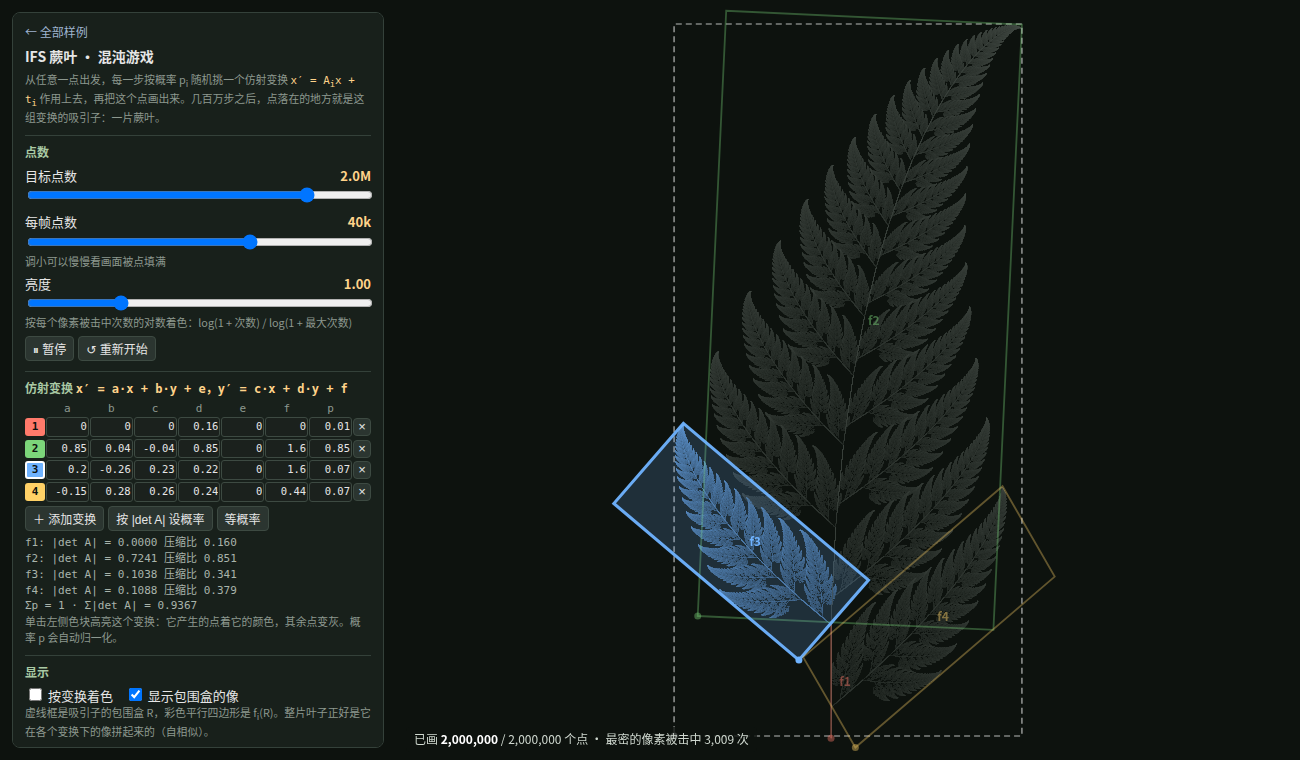 ← 全部样例
IFS 蕨叶 · 混沌游戏
从任意一点出发，每一步按概率 pi 随机挑一个仿射变换 x′ = Aix +
ti 作用上去，再把这个点画出来。几百万步之后，点落在的地方就是这
组变换的吸引子：一片蕨叶。
点数
目标点数 2.0M
每帧点数 40k
调小可以慢慢看画面被点填满
亮度 1.00
按每个像素被击中次数的对数着色：log(1 + 次数) / log(1 + 最大次数)
⏸ 暂停 ↺ 重新开始
仿射变换 x′ = a·x + b·y + e, y′ = c·x + d·y + f
a b c d e f p
1 0 0 0 0.16 0 0 0.01 ×
2 0.85 0.04 -0.04 0.85 0 1.6 0.85 ×
3 0.2 -0.26 0.23 0.22 0 1.6 0.07 ×
4 -0.15 0.28 0.26 0.24 0 0.44 0.07 ×
＋ 添加变换 按 |det A| 设概率 等概率
f1: |det A| = 0.0000 压缩比 0.160
f2: |det A| = 0.7241 压缩比 0.851
f3: |det A| = 0.1038 压缩比 0.341
f4: |det A| = 0.1088 压缩比 0.379
Σp = 1 · Σ|det A| = 0.9367
单击左侧色块高亮这个变换：它产生的点着它的颜色，其余点变灰。概
率 p 会自动归一化。
显示
按变换着色 显示包围盒的像
虚线框是吸引子的包围盒 R，彩色平行四边形是 fi(R)。整片叶子正好是它
在各个变换下的像拼起来的（自相似）。
f2
f3
f4
f1
已画 2,000,000 / 2,000,000 个点 · 最密的像素被击中 3,009 次